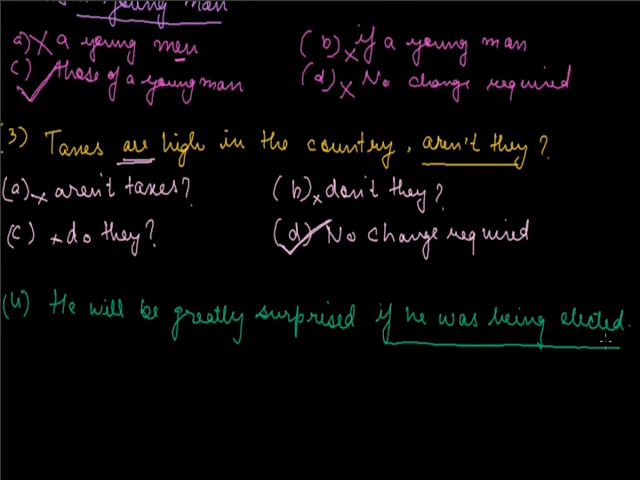 a young man
a) a young men (b) if a young man
c) those of a young man (d) No change required
(3) Taxes are high in the country, aren't they?
(a) aren't taxes? (b) don't they?
(c) do they? (d) No change required
(4) He will be greatly surprised if he was being elected.